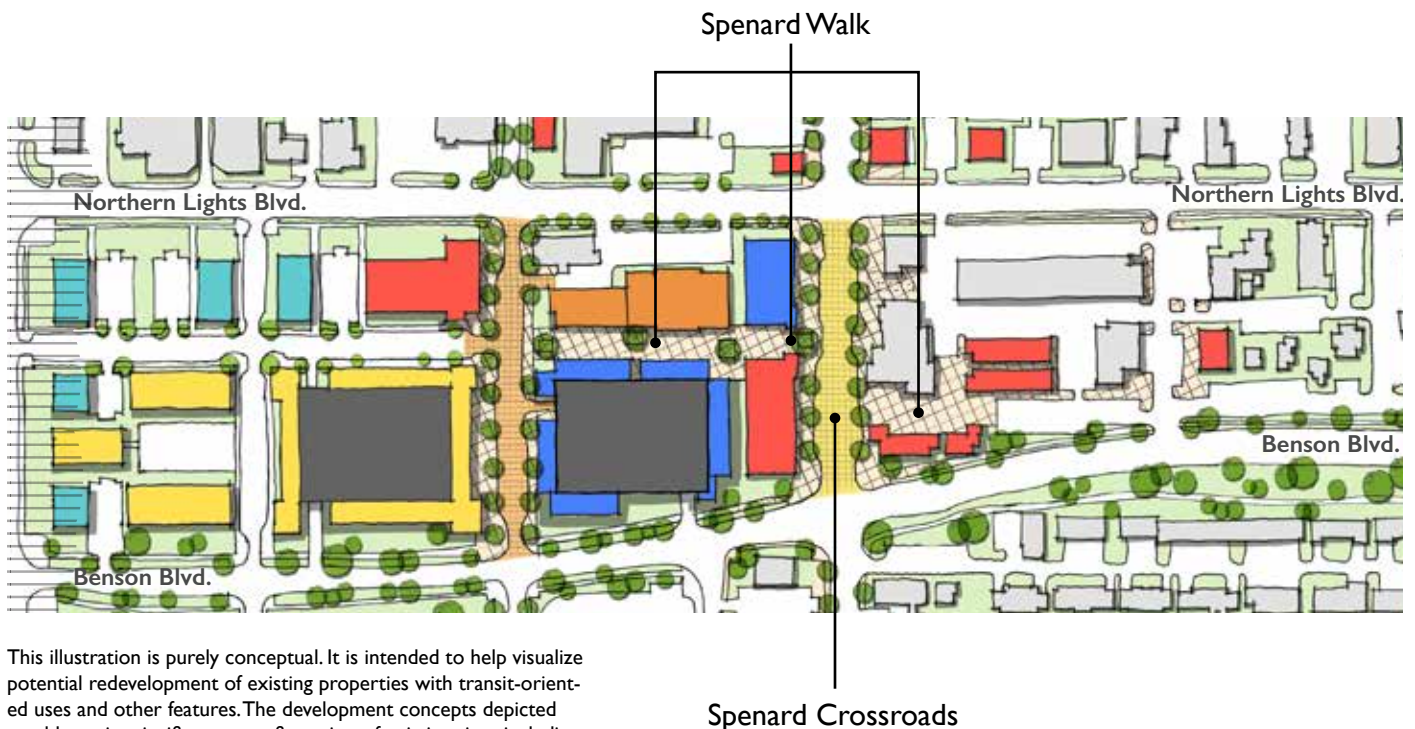 Spenard Walk
Northern Lights Blvd.
Northern Lights Blvd.
Benson Blvd.
Benson Blvd.
This illustration is purely conceptual. It is intended to help visualize
potential redevelopment of existing properties with transit-orient-
ed uses and other features. The development concepts depicted
Spenard Crossroads